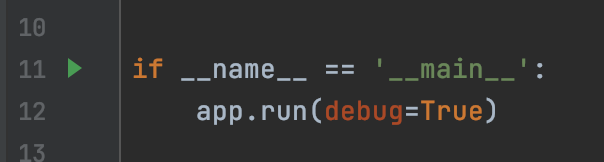 10
11 if __name__ == '__main__':
12 app.run(debug=True)
13